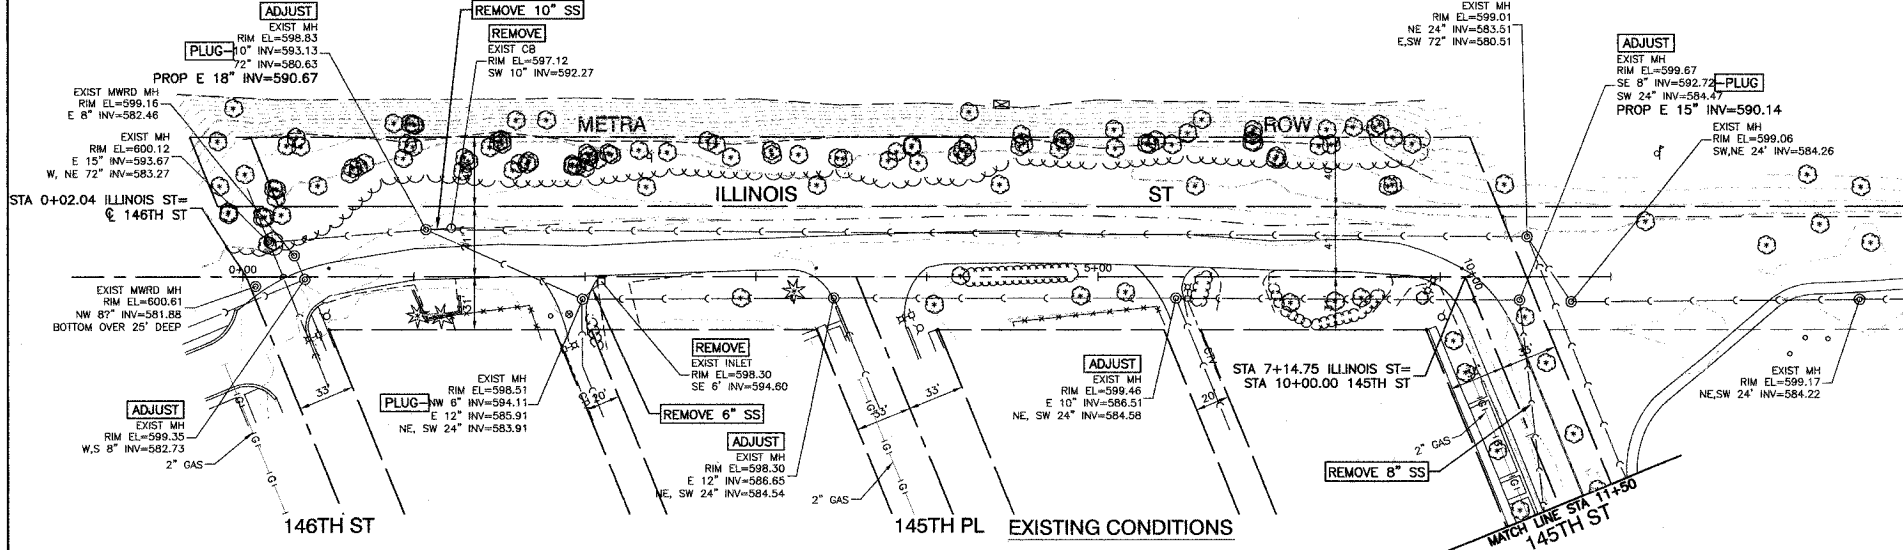 ADJUST
EXIST MH
RIM EL=598.83
PLUG 10" INV=593.13
72" INV=580.63
PROP E 18" INV=590.67
REMOVE 10" SS
REMOVE
EXIST CB
RIM EL=597.12
SW 10" INV=592.27
EXIST MH
RIM EL=599.01
NE 24" INV=583.51
E,SW 72" INV=580.51
ADJUST
EXIST MH
RIM EL=599.67
SE 8" INV=592.72 PLUG
SW 24" INV=584.47
PROP E 15" INV=590.14
EXIST MH
RIM EL=599.06
SW,NE 24' INV=584.26
EXIST MWRD MH
RIM EL=599.16
E 8" INV=582.46
EXIST MH
RIM EL=600.12
E 15" INV=593.67
W, NE 72" INV=583.27
STA 0+02.04 ILLINOIS ST=
℄ 146TH ST
METRA ROW
ILLINOIS ST
40'
41'
41'
31'
0+00
5+00
10+00
EXIST MWRD MH
RIM EL=600.61
NW 8?" INV=581.88
BOTTOM OVER 25' DEEP
ADJUST
EXIST MH
RIM EL=599.35
W,S 8" INV=582.73
2" GAS
33'
EXIST MH
RIM EL=598.51
PLUG NW 6" INV=594.11
E 12" INV=585.91
NE, SW 24" INV=583.91
20'
REMOVE
EXIST INLET
RIM EL=598.30
SE 6' INV=594.60
REMOVE 6" SS
ADJUST
EXIST MH
RIM EL=598.30
E 12" INV=586.65
NE, SW 24" INV=584.54
33'
33'
2" GAS
ADJUST
EXIST MH
RIM EL=599.46
E 10" INV=586.51
NE, SW 24" INV=584.58
20'
STA 7+14.75 ILLINOIS ST=
STA 10+00.00 145TH ST
2" GAS
REMOVE 8" SS
EXIST MH
RIM EL=599.17
NE,SW 24' INV=584.22
146TH ST
145TH PL
EXISTING CONDITIONS
MATCH LINE STA 11+50
145TH ST